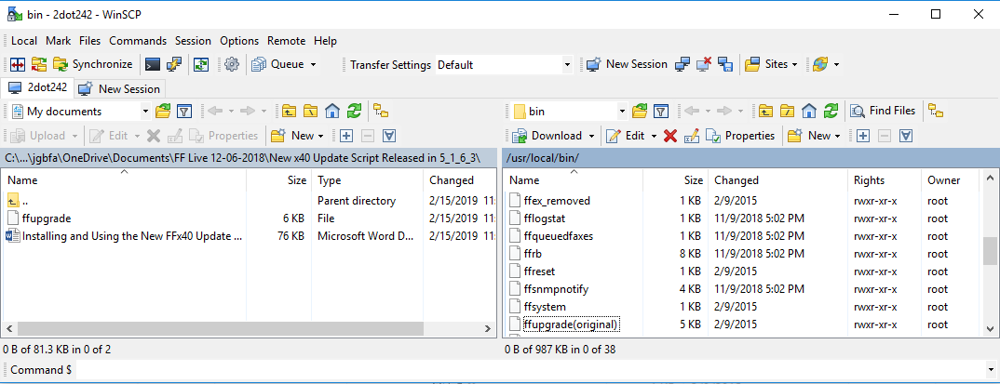 bin - 2dot242 - WinSCP
Local Mark Files Commands Session Options Remote Help
Synchronize Queue Transfer Settings Default New Session Sites
2dot242 New Session
My documents bin Find Files
Upload Edit Properties New Download Edit Properties New
C:\...\jgbfa\OneDrive\Documents\FF Live 12-06-2018\New x40 Update Script Released in 5_1_6_3\ /usr/local/bin/
Name Size Type Changed Name Size Changed Rights Owner
.. Parent directory 2/15/2019 11: ffex_removed 1 KB 2/9/2015 rwxr-xr-x root
ffupgrade 6 KB File 2/15/2019 11: fflogstat 1 KB 11/9/2018 5:02 PM rwxr-xr-x root
Installing and Using the New FFx40 Update ... 76 KB Microsoft Word D... 2/15/2019 11: ffqueuedfaxes 1 KB 11/9/2018 5:02 PM rwxr-xr-x root
ffrb 8 KB 11/9/2018 5:02 PM rwxr-xr-x root
ffreset 1 KB 2/9/2015 rwxr-xr-x root
ffsnmpnotify 4 KB 11/9/2018 5:02 PM rwxr-xr-x root
ffsystem 1 KB 2/9/2015 rwxr-xr-x root
ffupgrade(original) 5 KB 2/9/2015 rwxr-xr-x root
0 B of 81.3 KB in 0 of 2 0 B of 987 KB in 0 of 38
Command $